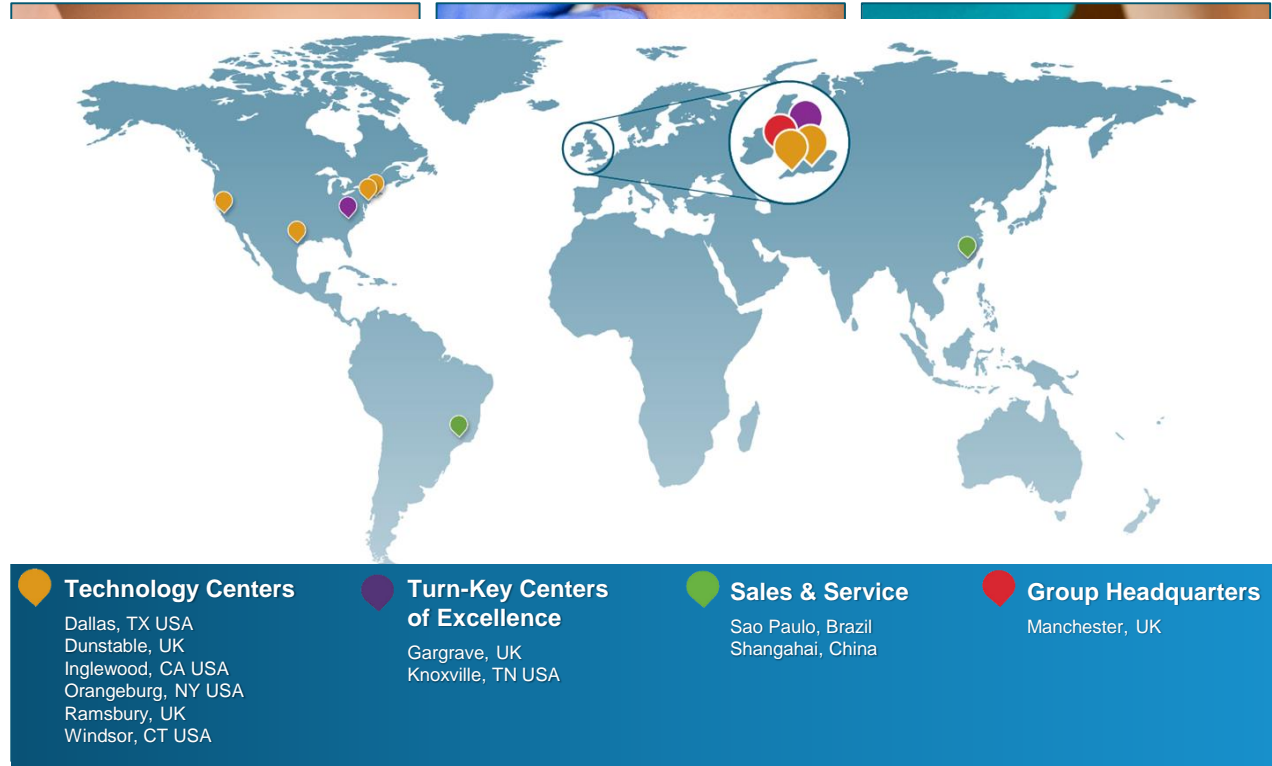 Technology Centers
Dallas, TX USA
Dunstable, UK
Inglewood, CA USA
Orangeburg, NY USA
Ramsbury, UK
Windsor, CT USA
Turn-Key Centers
of Excellence
Gargrave, UK
Knoxville, TN USA
Sales & Service
Sao Paulo, Brazil
Shangahai, China
Group Headquarters
Manchester, UK